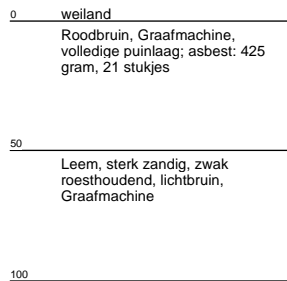 0 weiland
Roodbruin, Graafmachine,
volledige puinlaag; asbest: 425
gram, 21 stukjes
50
Leem, sterk zandig, zwak
roesthoudend, lichtbruin,
Graafmachine
100